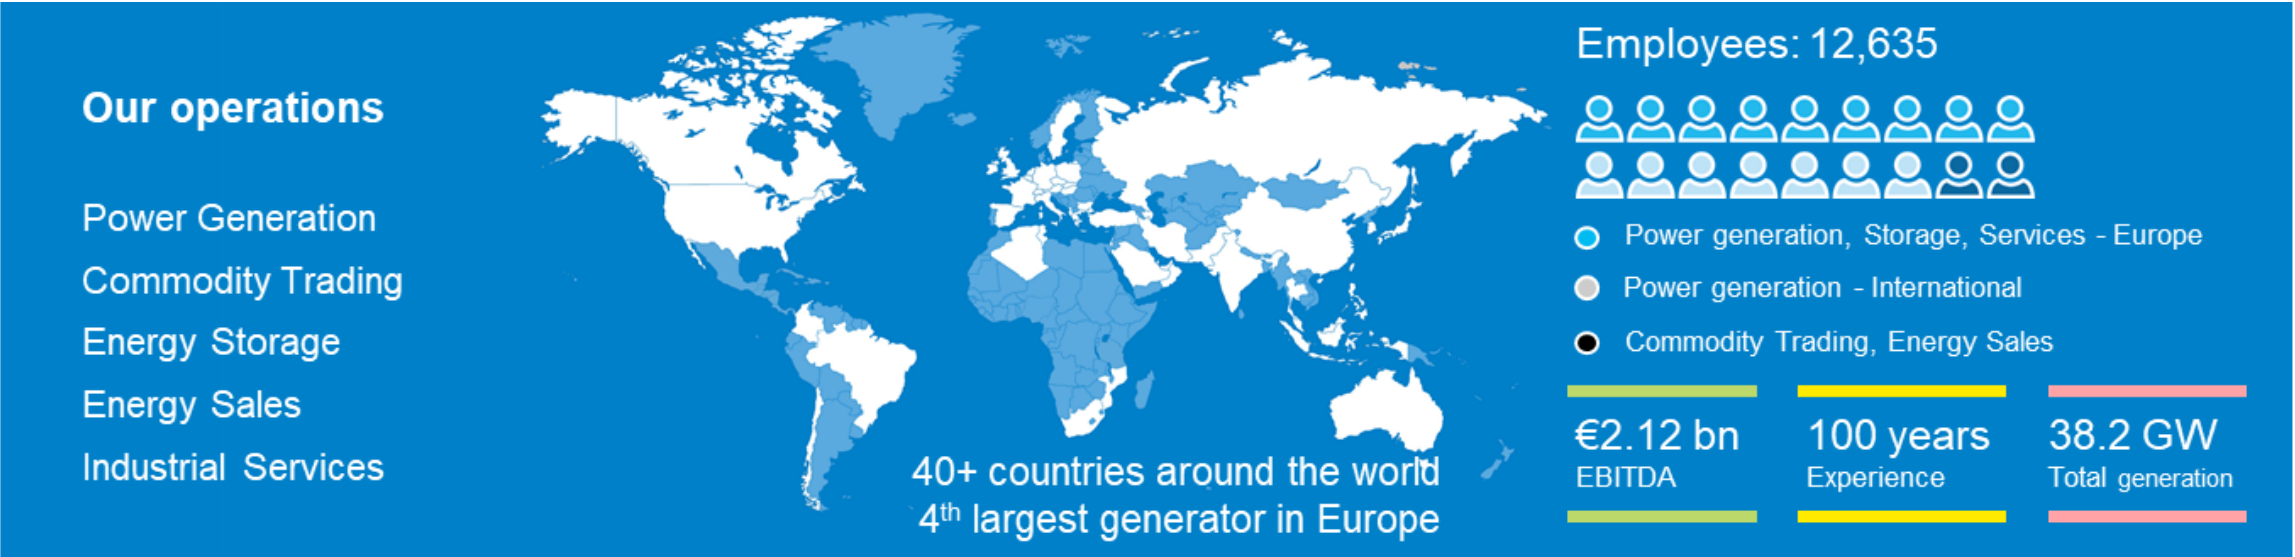 Our operations
Power Generation
Commodity Trading
Energy Storage
Energy Sales
Industrial Services
40+ countries around the world
4th largest generator in Europe
Employees: 12,635
Power generation, Storage, Services - Europe
Power generation - International
Commodity Trading, Energy Sales
€2.12 bn
EBITDA
100 years
Experience
38.2 GW
Total generation